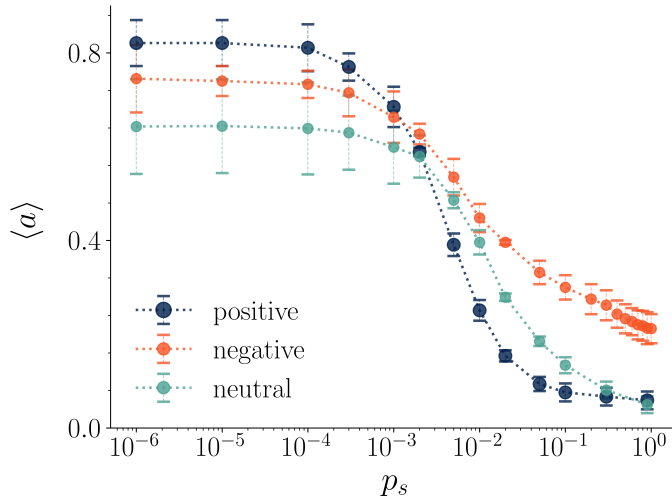 ⟨a⟩
0.8
0.4
0.0
positive
negative
neutral
10⁻⁶ 10⁻⁵ 10⁻⁴ 10⁻³ 10⁻² 10⁻¹ 10⁰
pₛ